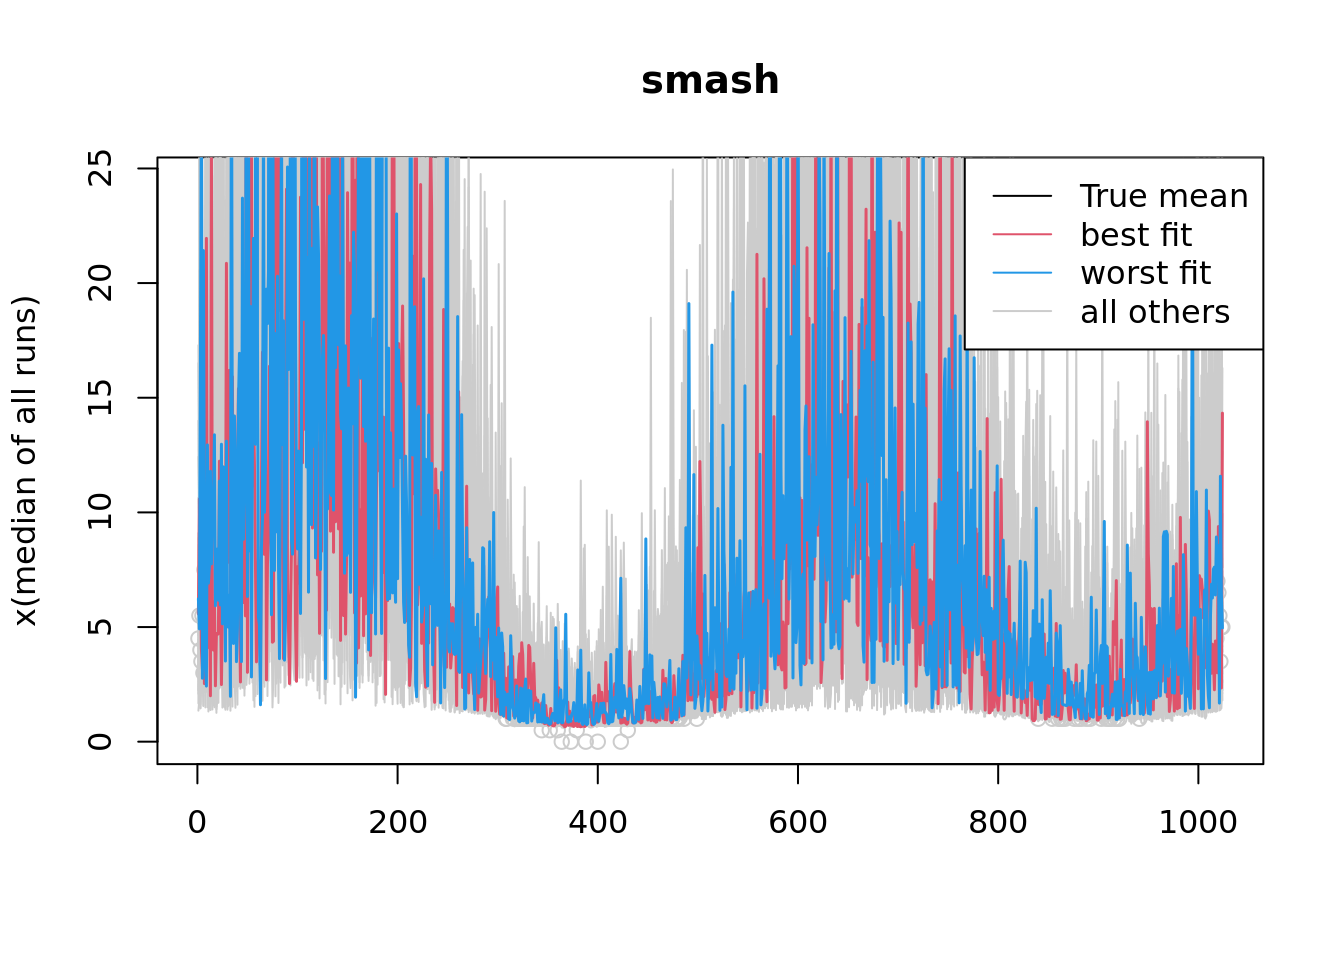 smash
x(median of all runs)
25
20
15
10
5
0
True mean
best fit
worst fit
all others
0 200 400 600 800 1000